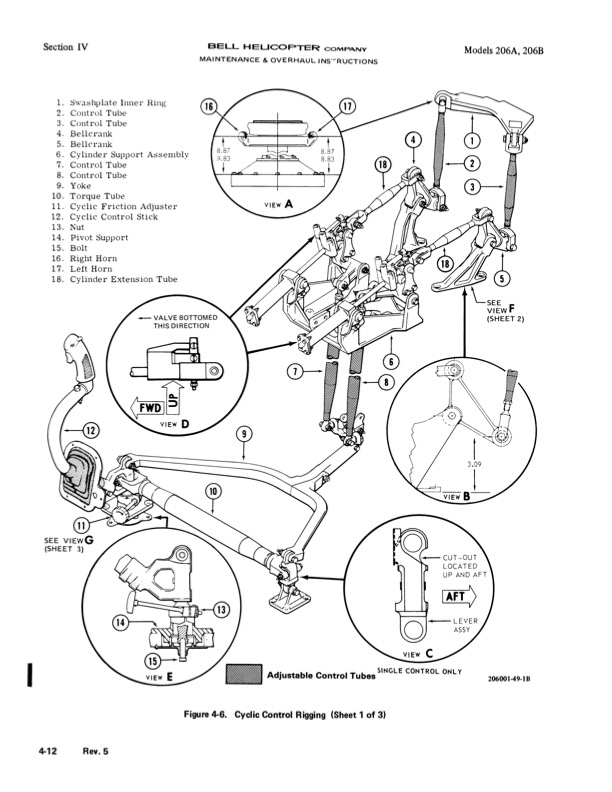 Section IV
BELL HELICOPTER COMPANY
MAINTENANCE & OVERHAUL INSTRUCTIONS
Models 206A, 206B
1. Swashplate Inner Ring
2. Control Tube
3. Control Tube
4. Bellcrank
5. Bellcrank
6. Cylinder Support Assembly
7. Control Tube
8. Control Tube
9. Yoke
10. Torque Tube
11. Cyclic Friction Adjuster
12. Cyclic Control Stick
13. Nut
14. Pivot Support
15. Bolt
16. Right Horn
17. Left Horn
18. Cylinder Extension Tube
16
17
8.87
8.83
8.87
8.83
VIEW A
1
4
2
18
3
18
5
SEE
VIEW F
(SHEET 2)
VALVE BOTTOMED
THIS DIRECTION
FWD
UP
VIEW D
6
7
8
3.09
VIEW B
12
9
10
11
SEE VIEW G
(SHEET 3)
13
14
15
VIEW E
CUT-OUT
LOCATED
UP AND AFT
AFT
LEVER
ASSY
VIEW C
SINGLE CONTROL ONLY
Adjustable Control Tubes
206001-49-1B
Figure 4-6. Cyclic Control Rigging (Sheet 1 of 3)
4-12 Rev. 5